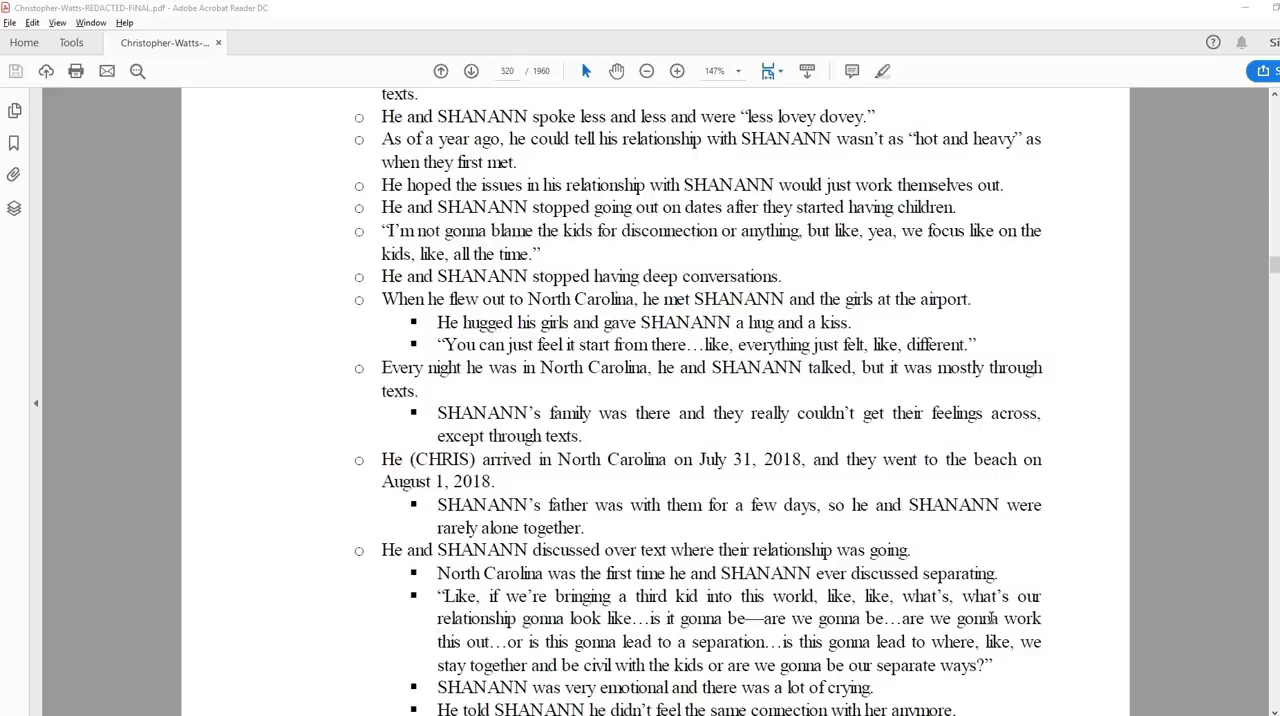 Christopher-Watts-REDACTED-FINAL.pdf - Adobe Acrobat Reader DC
File Edit View Window Help
Home Tools Christopher-Watts-... ×
520 / 1960 147%
texts.
o He and SHANANN spoke less and less and were “less lovey dovey.”
o As of a year ago, he could tell his relationship with SHANANN wasn’t as “hot and heavy” as
when they first met.
o He hoped the issues in his relationship with SHANANN would just work themselves out.
o He and SHANANN stopped going out on dates after they started having children.
o “I’m not gonna blame the kids for disconnection or anything, but like, yea, we focus like on the
kids, like, all the time.”
o He and SHANANN stopped having deep conversations.
o When he flew out to North Carolina, he met SHANANN and the girls at the airport.
▪ He hugged his girls and gave SHANANN a hug and a kiss.
▪ “You can just feel it start from there…like, everything just felt, like, different.”
o Every night he was in North Carolina, he and SHANANN talked, but it was mostly through
texts.
▪ SHANANN’s family was there and they really couldn’t get their feelings across,
except through texts.
o He (CHRIS) arrived in North Carolina on July 31, 2018, and they went to the beach on
August 1, 2018.
▪ SHANANN’s father was with them for a few days, so he and SHANANN were
rarely alone together.
o He and SHANANN discussed over text where their relationship was going.
▪ North Carolina was the first time he and SHANANN ever discussed separating.
▪ “Like, if we’re bringing a third kid into this world, like, like, what’s, what’s our
relationship gonna look like…is it gonna be—are we gonna be…are we gonna work
this out…or is this gonna lead to a separation…is this gonna lead to where, like, we
stay together and be civil with the kids or are we gonna be our separate ways?”
▪ SHANANN was very emotional and there was a lot of crying.
▪ He told SHANANN he didn’t feel the same connection with her anymore.